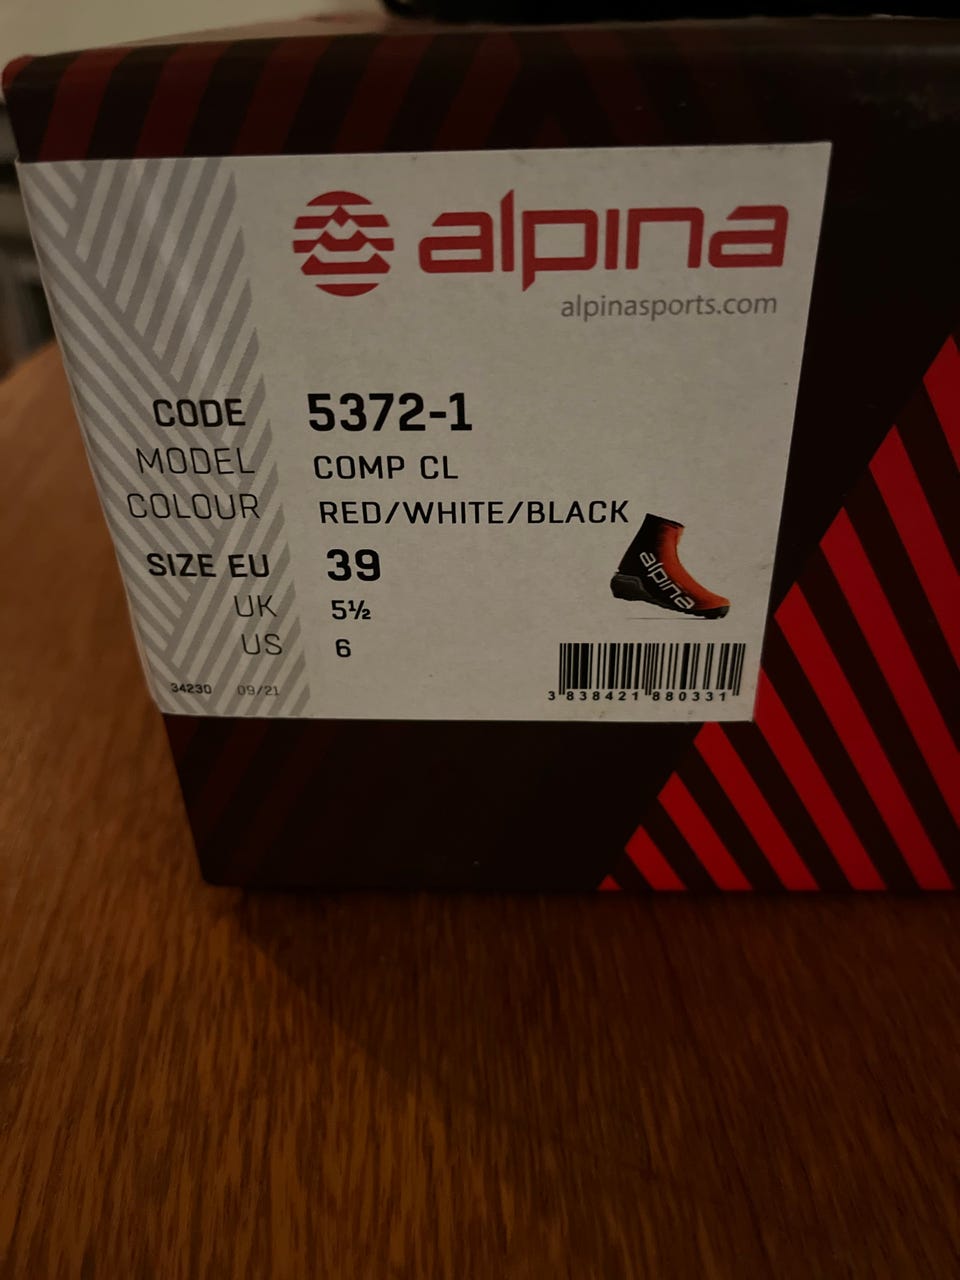 alpina
alpinasports.com
CODE 5372-1
MODEL COMP CL
COLOUR RED/WHITE/BLACK
SIZE EU 39
UK 5½
US 6
alpina
34230 09/21
3 838421 880331